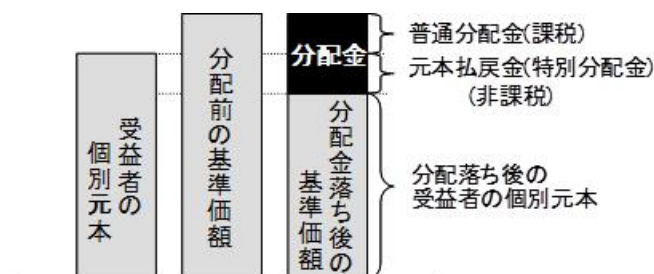 受益者の
個別元本
分配前の基準価額
分配金
分配金落ち後の
基準価額
普通分配金(課税)
元本払戻金(特別分配金)
(非課税)
分配落ち後の
受益者の個別元本